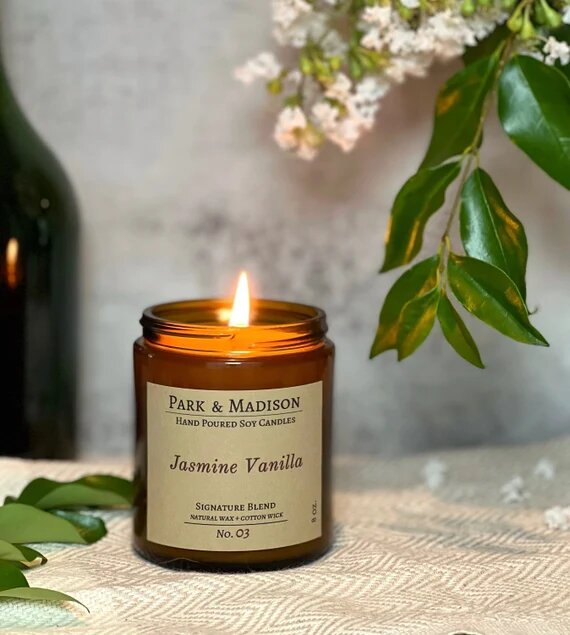 Park & Madison
Hand Poured Soy Candles
Jasmine Vanilla
Signature Blend
Natural Wax + Cotton Wick
No. 03
8 oz.